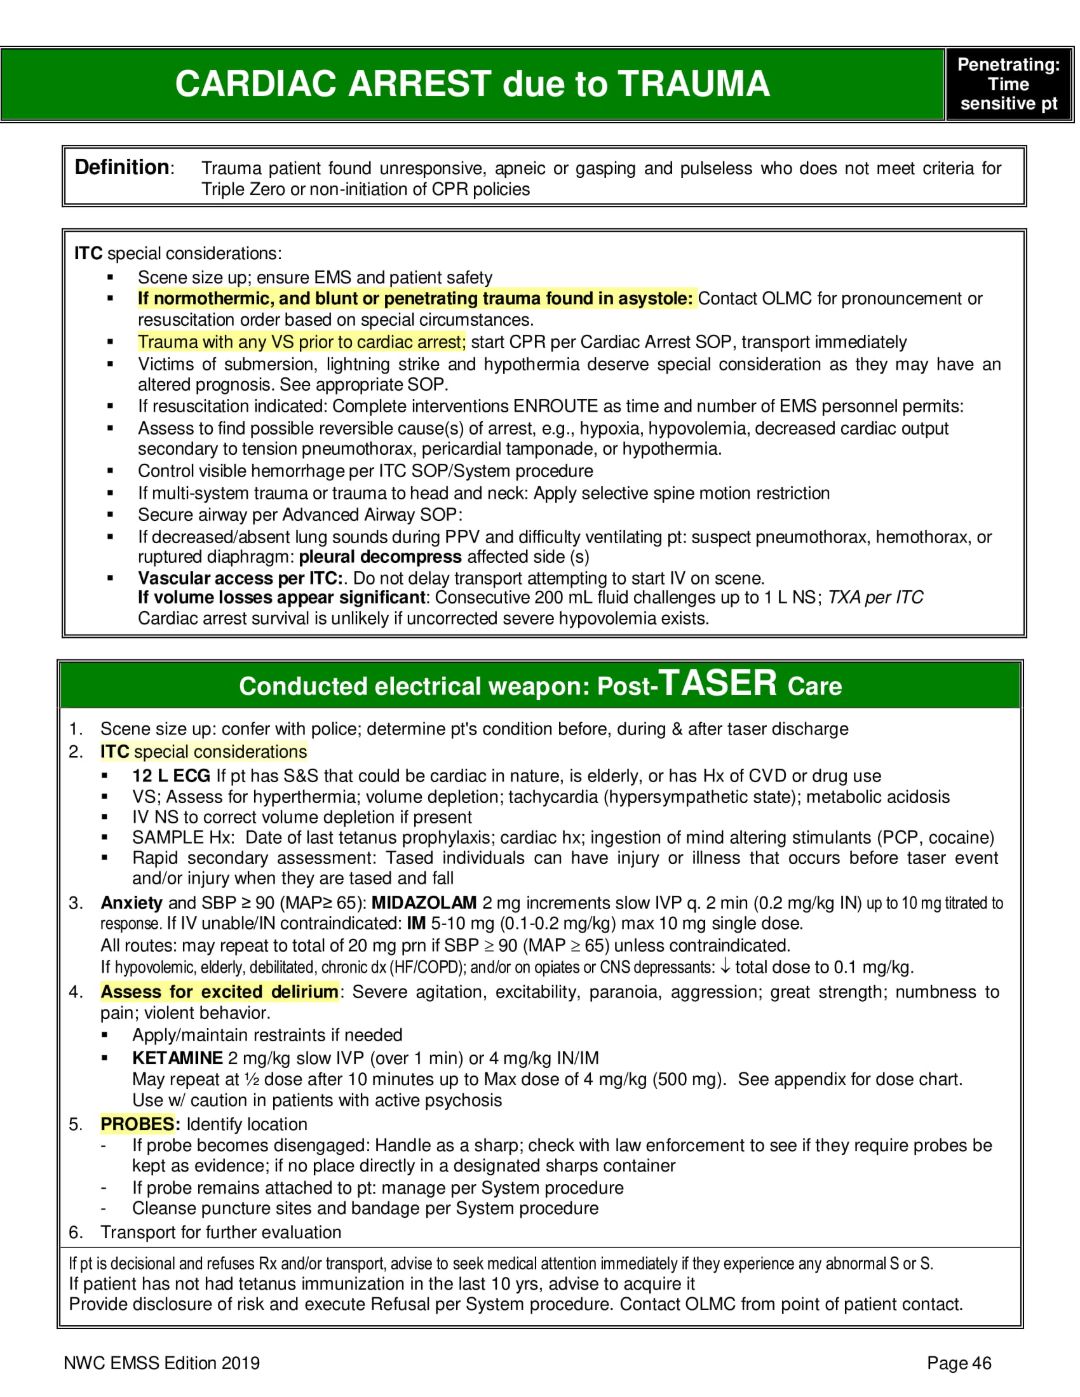 CARDIAC ARREST due to TRAUMA
Penetrating:
Time
sensitive pt
Definition: Trauma patient found unresponsive, apneic or gasping and pulseless who does not meet criteria for
Triple Zero or non-initiation of CPR policies
ITC special considerations:
▪ Scene size up; ensure EMS and patient safety
▪ If normothermic, and blunt or penetrating trauma found in asystole: Contact OLMC for pronouncement or
resuscitation order based on special circumstances.
▪ Trauma with any VS prior to cardiac arrest; start CPR per Cardiac Arrest SOP, transport immediately
▪ Victims of submersion, lightning strike and hypothermia deserve special consideration as they may have an
altered prognosis. See appropriate SOP.
▪ If resuscitation indicated: Complete interventions ENROUTE as time and number of EMS personnel permits:
▪ Assess to find possible reversible cause(s) of arrest, e.g., hypoxia, hypovolemia, decreased cardiac output
secondary to tension pneumothorax, pericardial tamponade, or hypothermia.
▪ Control visible hemorrhage per ITC SOP/System procedure
▪ If multi-system trauma or trauma to head and neck: Apply selective spine motion restriction
▪ Secure airway per Advanced Airway SOP:
▪ If decreased/absent lung sounds during PPV and difficulty ventilating pt: suspect pneumothorax, hemothorax, or
ruptured diaphragm: pleural decompress affected side (s)
▪ Vascular access per ITC:. Do not delay transport attempting to start IV on scene.
If volume losses appear significant: Consecutive 200 mL fluid challenges up to 1 L NS; TXA per ITC
Cardiac arrest survival is unlikely if uncorrected severe hypovolemia exists.
Conducted electrical weapon: Post-TASER Care
1. Scene size up: confer with police; determine pt's condition before, during & after taser discharge
2. ITC special considerations
▪ 12 L ECG If pt has S&S that could be cardiac in nature, is elderly, or has Hx of CVD or drug use
▪ VS; Assess for hyperthermia; volume depletion; tachycardia (hypersympathetic state); metabolic acidosis
▪ IV NS to correct volume depletion if present
▪ SAMPLE Hx: Date of last tetanus prophylaxis; cardiac hx; ingestion of mind altering stimulants (PCP, cocaine)
▪ Rapid secondary assessment: Tased individuals can have injury or illness that occurs before taser event
and/or injury when they are tased and fall
3. Anxiety and SBP ≥ 90 (MAP≥ 65): MIDAZOLAM 2 mg increments slow IVP q. 2 min (0.2 mg/kg IN) up to 10 mg titrated to
response. If IV unable/IN contraindicated: IM 5-10 mg (0.1-0.2 mg/kg) max 10 mg single dose.
All routes: may repeat to total of 20 mg prn if SBP ≥ 90 (MAP ≥ 65) unless contraindicated.
If hypovolemic, elderly, debilitated, chronic dx (HF/COPD); and/or on opiates or CNS depressants: ↓ total dose to 0.1 mg/kg.
4. Assess for excited delirium: Severe agitation, excitability, paranoia, aggression; great strength; numbness to
pain; violent behavior.
▪ Apply/maintain restraints if needed
▪ KETAMINE 2 mg/kg slow IVP (over 1 min) or 4 mg/kg IN/IM
May repeat at ½ dose after 10 minutes up to Max dose of 4 mg/kg (500 mg). See appendix for dose chart.
Use w/ caution in patients with active psychosis
5. PROBES: Identify location
- If probe becomes disengaged: Handle as a sharp; check with law enforcement to see if they require probes be
kept as evidence; if no place directly in a designated sharps container
- If probe remains attached to pt: manage per System procedure
- Cleanse puncture sites and bandage per System procedure
6. Transport for further evaluation
If pt is decisional and refuses Rx and/or transport, advise to seek medical attention immediately if they experience any abnormal S or S.
If patient has not had tetanus immunization in the last 10 yrs, advise to acquire it
Provide disclosure of risk and execute Refusal per System procedure. Contact OLMC from point of patient contact.
NWC EMSS Edition 2019
Page 46